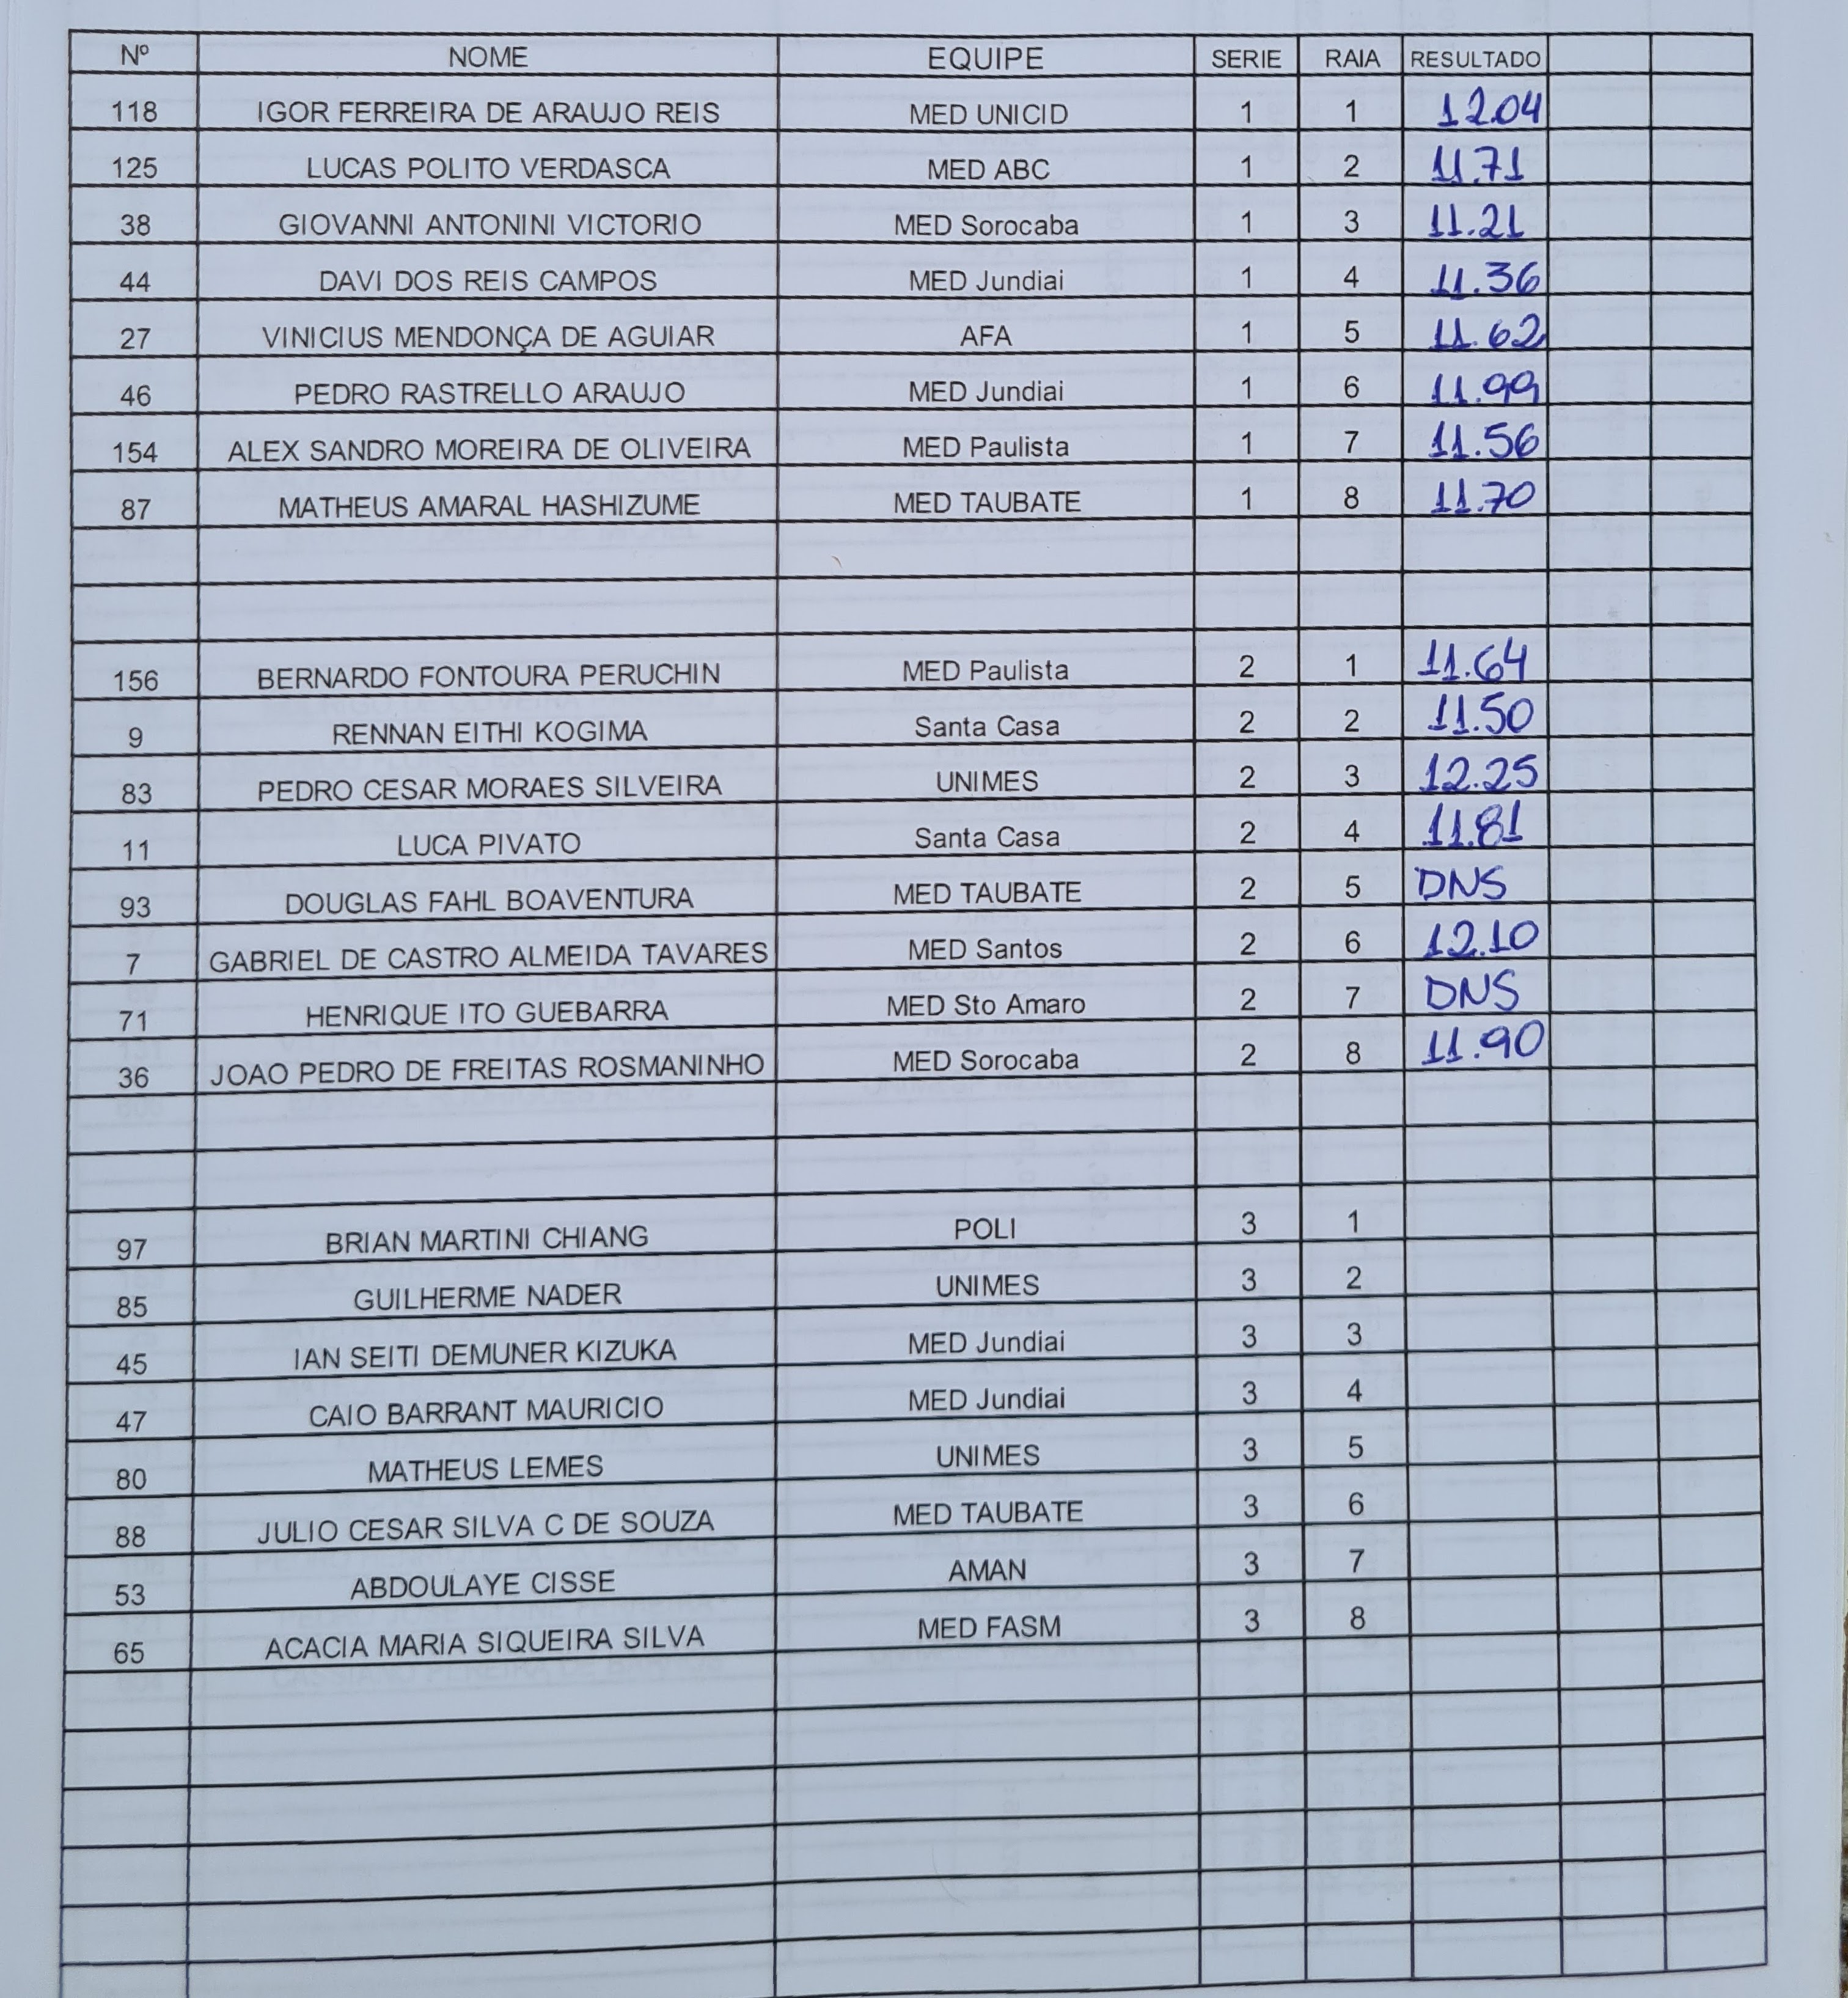 Nº NOME EQUIPE SERIE RAIA RESULTADO
118 IGOR FERREIRA DE ARAUJO REIS MED UNICID 1 1 12.04
125 LUCAS POLITO VERDASCA MED ABC 1 2 11.71
38 GIOVANNI ANTONINI VICTORIO MED Sorocaba 1 3 11.21
44 DAVI DOS REIS CAMPOS MED Jundiai 1 4 11.36
27 VINICIUS MENDONÇA DE AGUIAR AFA 1 5 11.62
46 PEDRO RASTRELLO ARAUJO MED Jundiai 1 6 11.99
154 ALEX SANDRO MOREIRA DE OLIVEIRA MED Paulista 1 7 11.56
87 MATHEUS AMARAL HASHIZUME MED TAUBATE 1 8 11.70
156 BERNARDO FONTOURA PERUCHIN MED Paulista 2 1 11.64
9 RENNAN EITHI KOGIMA Santa Casa 2 2 11.50
83 PEDRO CESAR MORAES SILVEIRA UNIMES 2 3 12.25
11 LUCA PIVATO Santa Casa 2 4 11.81
93 DOUGLAS FAHL BOAVENTURA MED TAUBATE 2 5 DNS
7 GABRIEL DE CASTRO ALMEIDA TAVARES MED Santos 2 6 12.10
71 HENRIQUE ITO GUEBARRA MED Sto Amaro 2 7 DNS
36 JOAO PEDRO DE FREITAS ROSMANINHO MED Sorocaba 2 8 11.90
97 BRIAN MARTINI CHIANG POLI 3 1
85 GUILHERME NADER UNIMES 3 2
45 IAN SEITI DEMUNER KIZUKA MED Jundiai 3 3
47 CAIO BARRANT MAURICIO MED Jundiai 3 4
80 MATHEUS LEMES UNIMES 3 5
88 JULIO CESAR SILVA C DE SOUZA MED TAUBATE 3 6
53 ABDOULAYE CISSE AMAN 3 7
65 ACACIA MARIA SIQUEIRA SILVA MED FASM 3 8